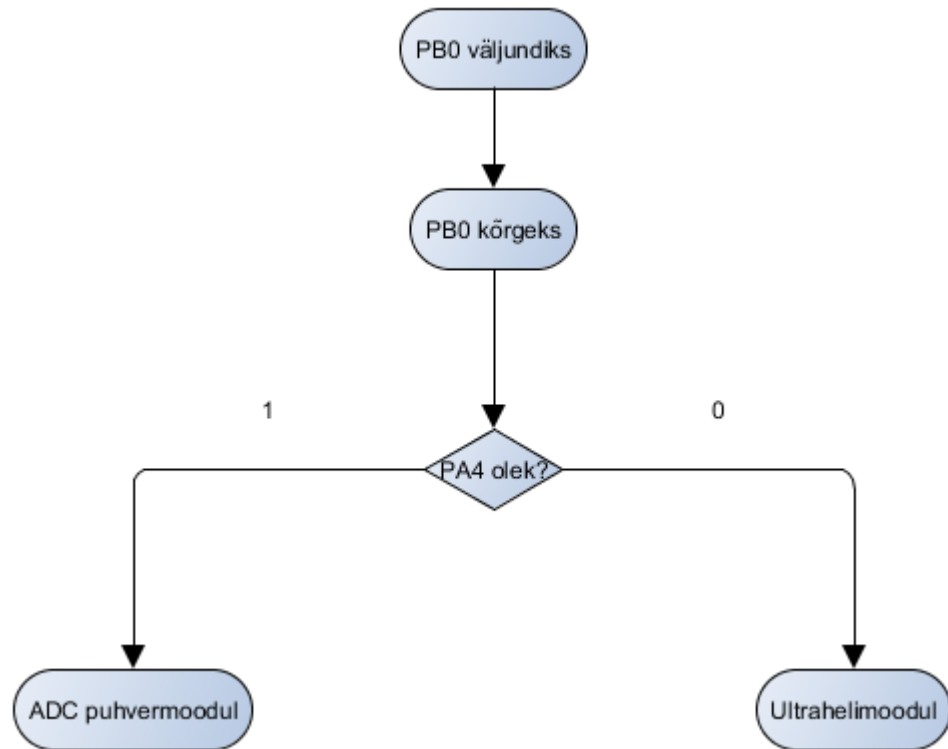 PB0 väljundiks
PB0 kõrgeks
1
0
PA4 olek?
ADC puhvermoodul
Ultrahelimoodul